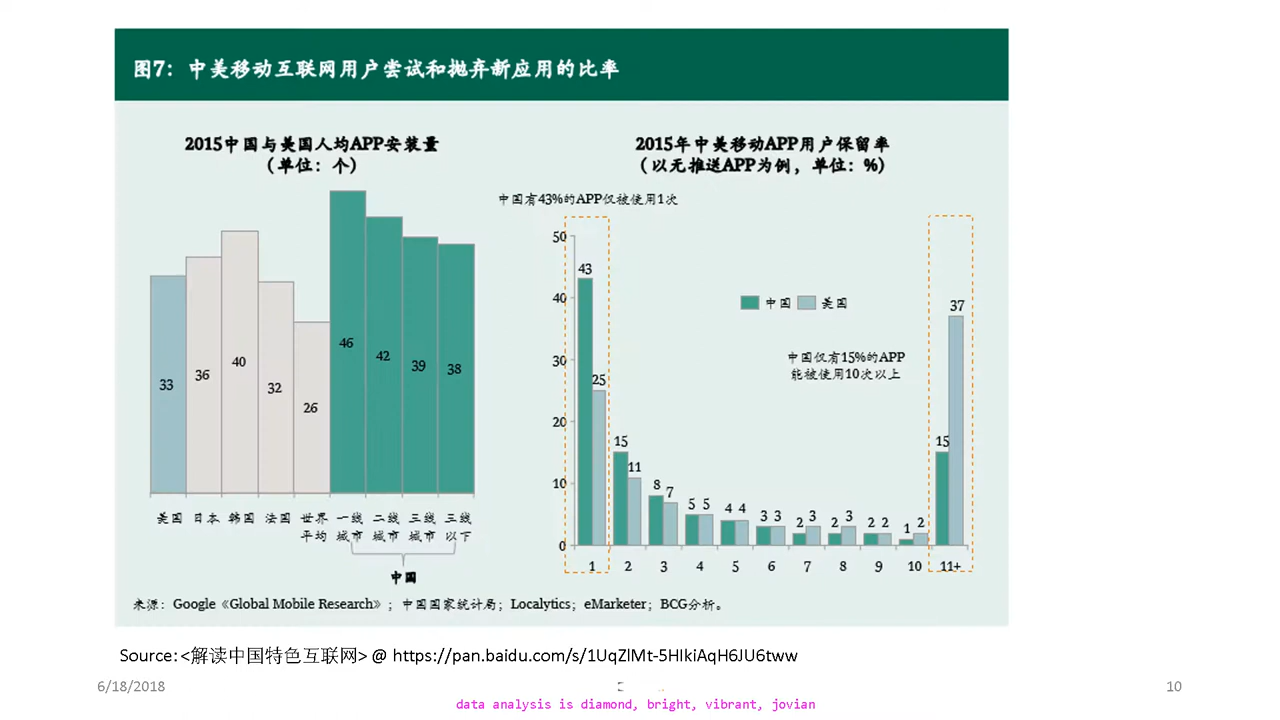 图7：中美移动互联网用户尝试和抛弃新应用的比率
2015中国与美国人均APP安装量
（单位：个）
33
36
40
32
26
46
42
39
38
美国
日本
韩国
法国
世界
平均
一线
城市
二线
城市
三线
城市
三线
以下
中国
2015年中美移动APP用户保留率
（以无推送APP为例，单位：%）
中国有43%的APP仅被使用1次
50
40
30
20
10
0
中国
美国
中国仅有15%的APP
能被使用10次以上
43
25
15
11
8
7
5
5
4
4
3
3
2
3
2
3
2
2
1
2
15
37
1
2
3
4
5
6
7
8
9
10
11+
来源：Google《Global Mobile Research》；中国国家统计局；Localytics；eMarketer；BCG分析。
Source: <解读中国特色互联网> @ https://pan.baidu.com/s/1UqZlMt-5HIkiAqH6JU6tww
6/18/2018
10
data analysis is diamond, bright, vibrant, jovian